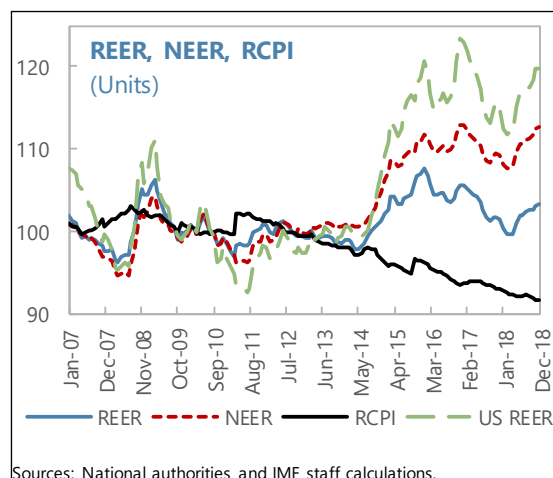 REER, NEER, RCPI
(Units)
120
110
100
90
Jan-07
Dec-07
Nov-08
Oct-09
Sep-10
Aug-11
Jul-12
Jun-13
May-14
Apr-15
Mar-16
Feb-17
Jan-18
Dec-18
REER NEER RCPI US REER
Sources: National authorities and IMF staff calculations.